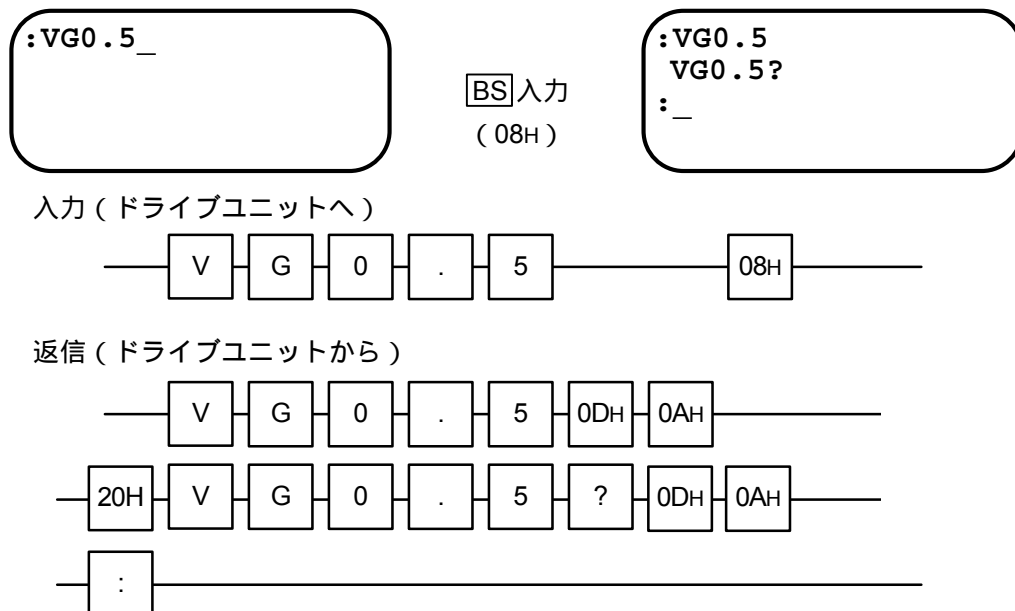 :VG0.5_
BS入力
(08H)
:VG0.5
VG0.5?
:_
入力(ドライブユニットへ)
V G 0 . 5 08H
返信(ドライブユニットから)
V G 0 . 5 0DH 0AH
20H V G 0 . 5 ? 0DH 0AH
: